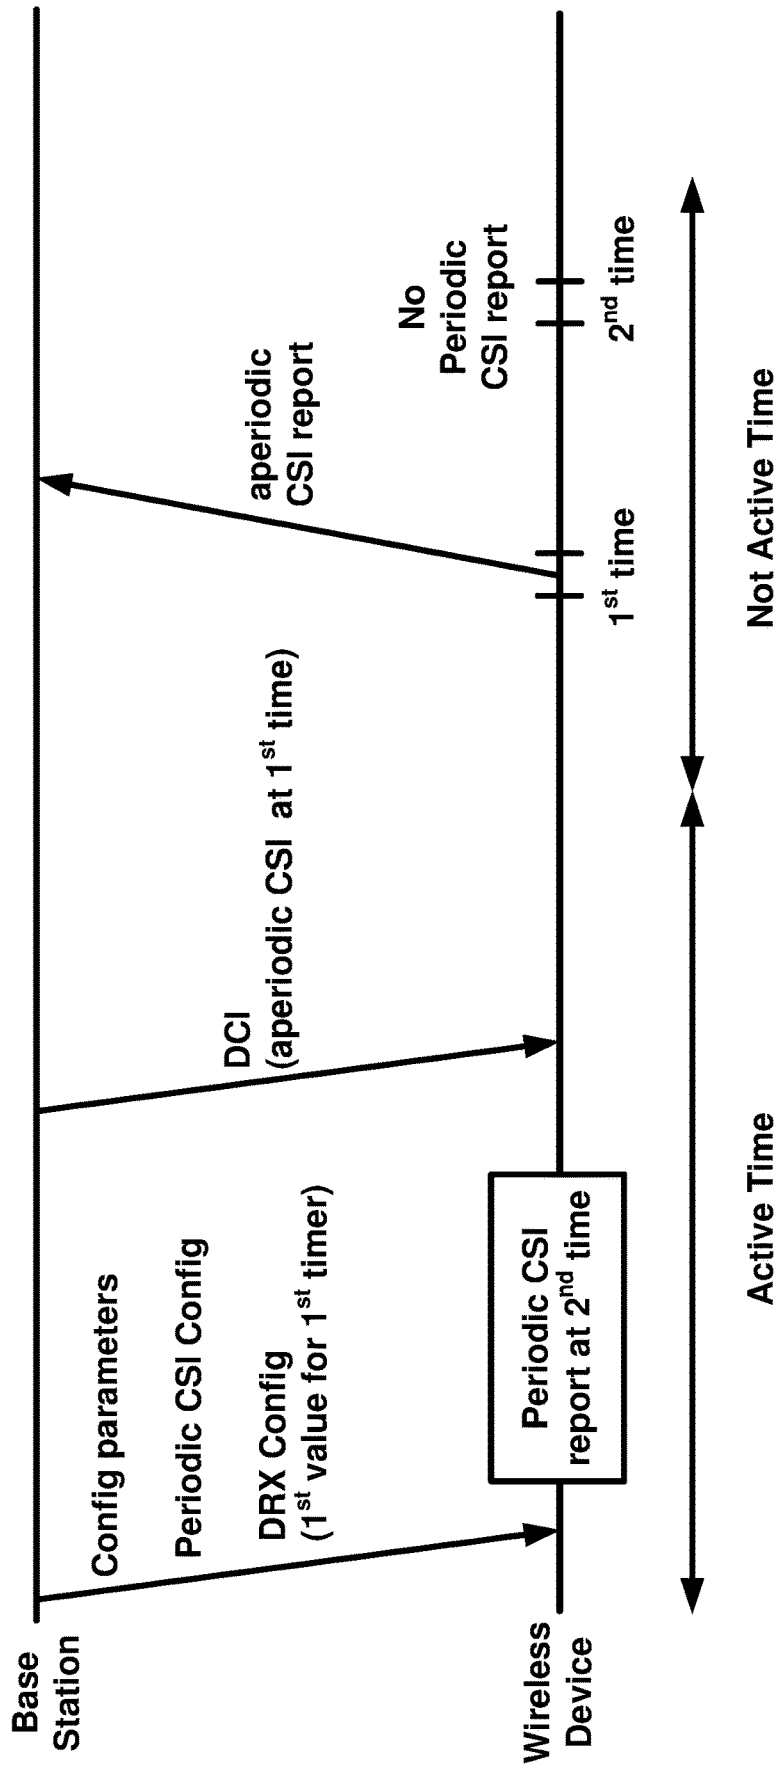 Base
Station
Config parameters
Periodic CSI Config
DRX Config
(1st value for 1st timer)
DCI
(aperiodic CSI at 1st time)
aperiodic
CSI report
No
Periodic
CSI report
Wireless
Device
Periodic CSI
report at 2nd time
1st time
2nd time
Active Time
Not Active Time